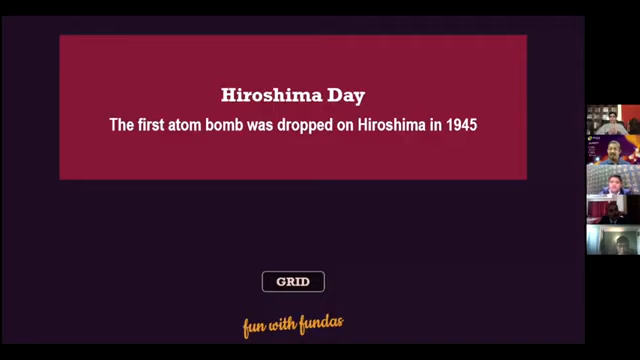 Hiroshima Day
The first atom bomb was dropped on Hiroshima in 1945
GRID
fun with fundas